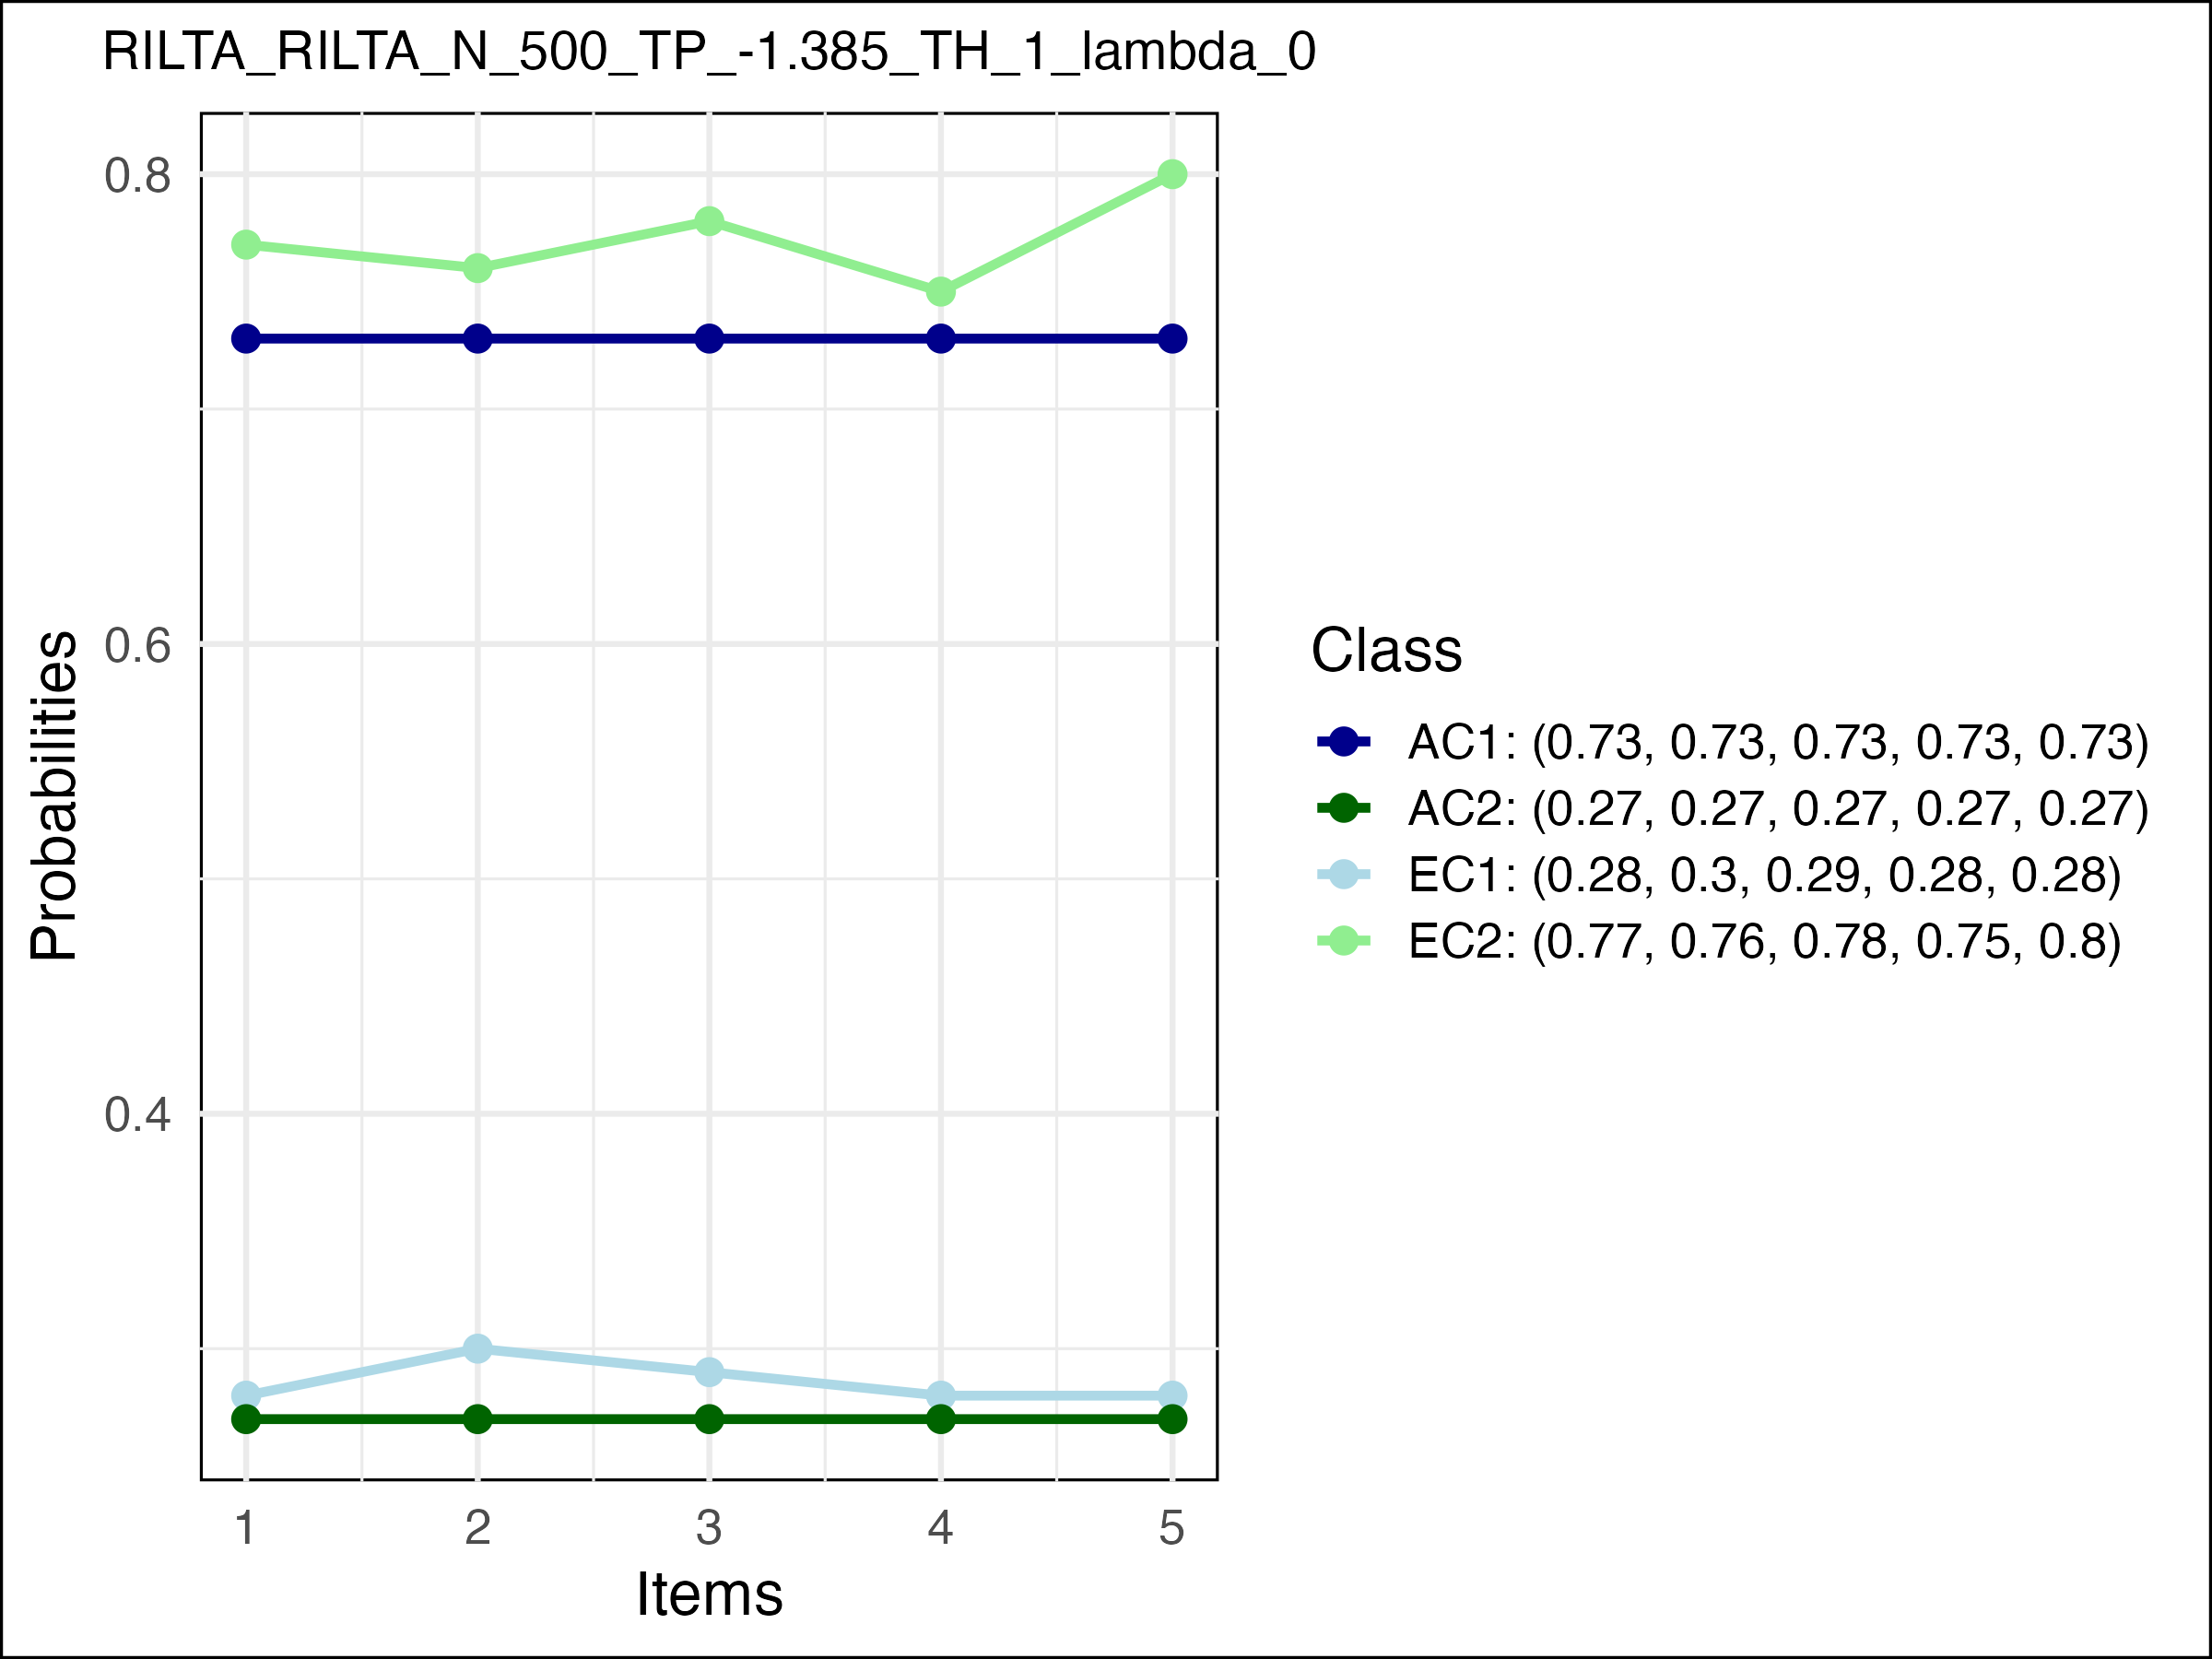 RILTA_RILTA_N_500_TP_-1.385_TH_1_lambda_0
0.8
0.6
0.4
Probabilities
1 2 3 4 5
Items
Class
AC1: (0.73, 0.73, 0.73, 0.73, 0.73)
AC2: (0.27, 0.27, 0.27, 0.27, 0.27)
EC1: (0.28, 0.3, 0.29, 0.28, 0.28)
EC2: (0.77, 0.76, 0.78, 0.75, 0.8)